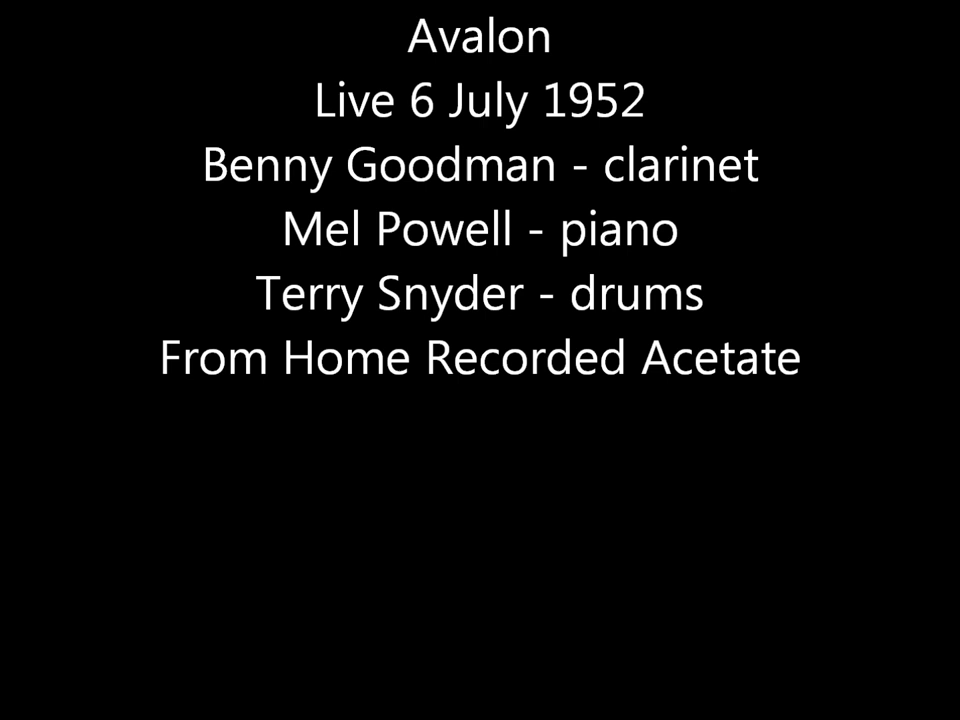 Avalon
Live 6 July 1952
Benny Goodman - clarinet
Mel Powell - piano
Terry Snyder - drums
From Home Recorded Acetate